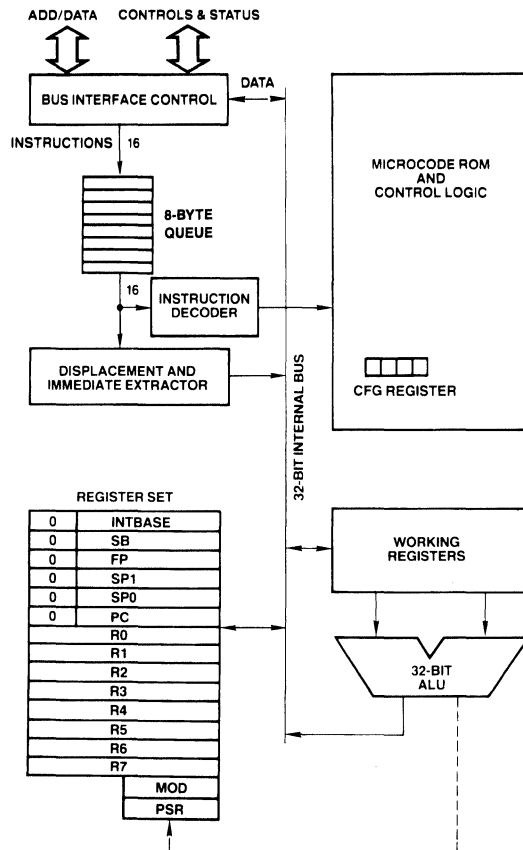 ADD/DATA
CONTROLS & STATUS
BUS INTERFACE CONTROL
DATA
INSTRUCTIONS 16
8-BYTE
QUEUE
16
INSTRUCTION
DECODER
DISPLACEMENT AND
IMMEDIATE EXTRACTOR
MICROCODE ROM
AND
CONTROL LOGIC
CFG REGISTER
32-BIT INTERNAL BUS
REGISTER SET
0 INTBASE
0 SB
0 FP
0 SP1
0 SP0
0 PC
R0
R1
R2
R3
R4
R5
R6
R7
MOD
PSR
WORKING
REGISTERS
32-BIT
ALU